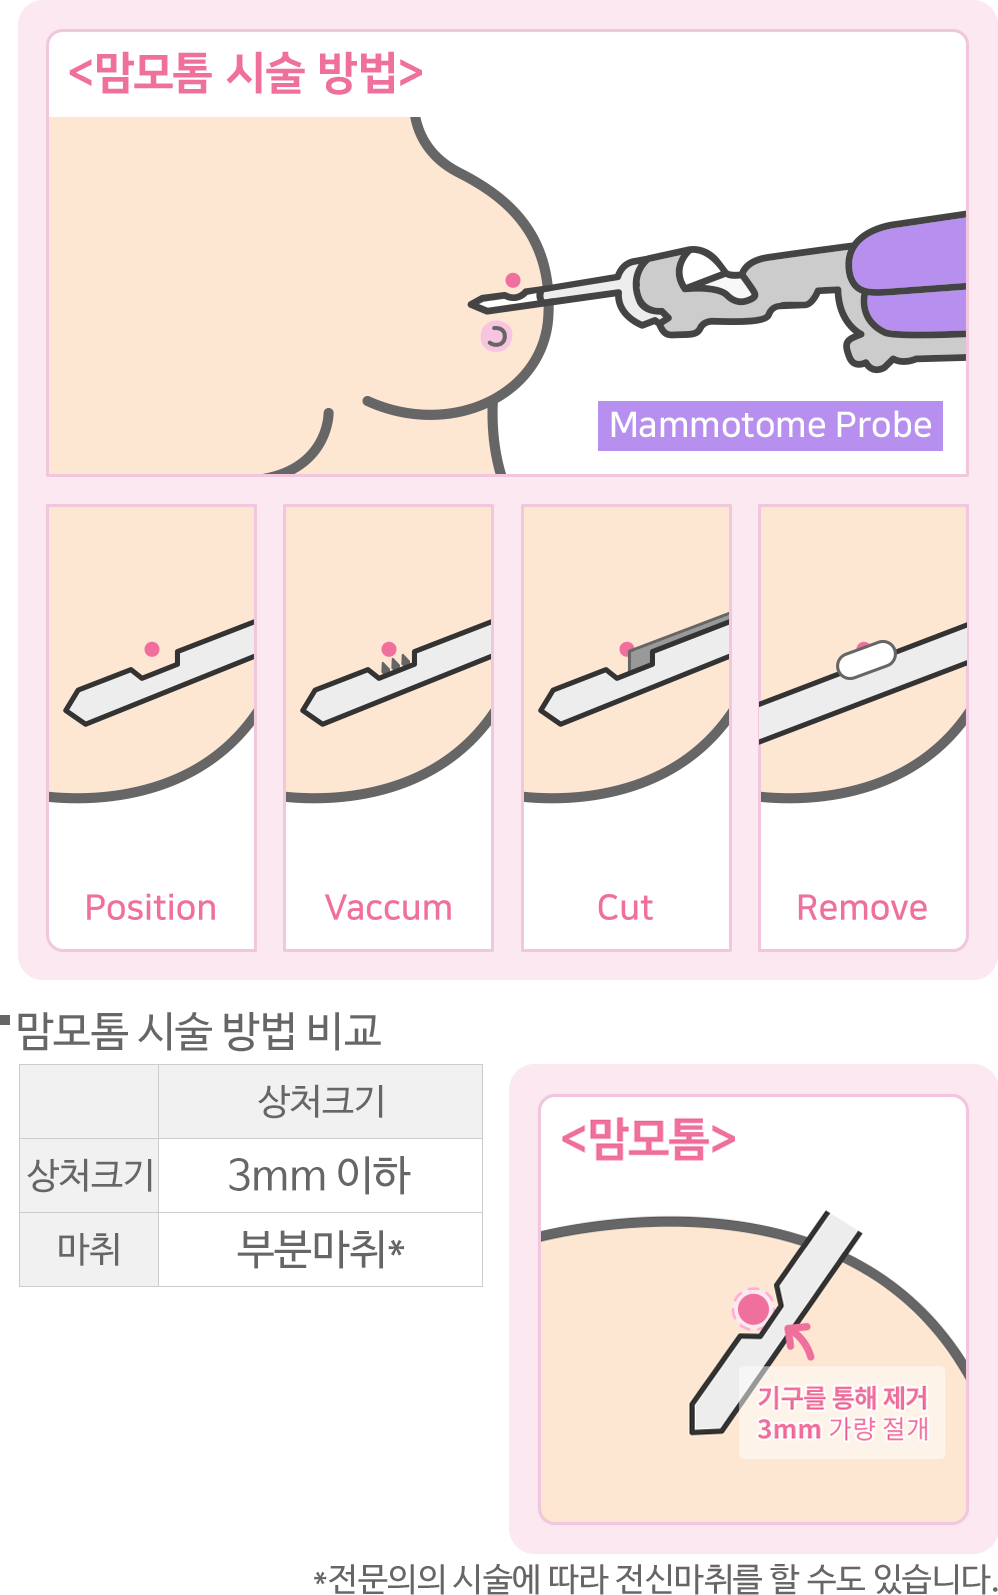 <맘모톰 시술 방법>
Mammotome Probe
Position
Vaccum
Cut
Remove
맘모톰 시술 방법 비교
상처크기
상처크기 3mm 이하
마취 부분마취*
<맘모톰>
기구를 통해 제거
3mm 가량 절개
*전문의의 시술에 따라 전신마취를 할 수도 있습니다.